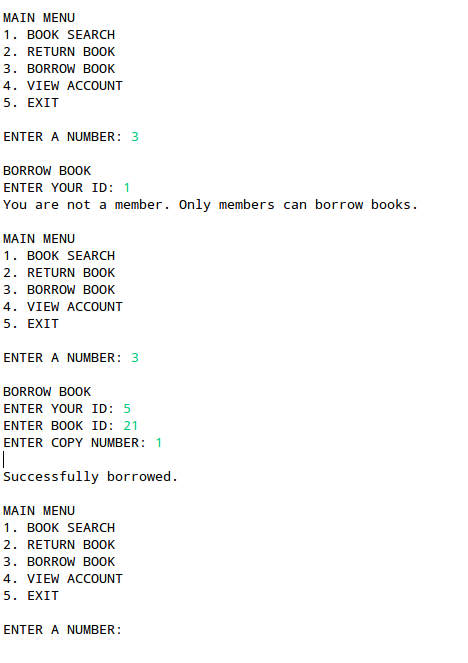 MAIN MENU
1. BOOK SEARCH
2. RETURN BOOK
3. BORROW BOOK
4. VIEW ACCOUNT
5. EXIT
ENTER A NUMBER: 3
BORROW BOOK
ENTER YOUR ID: 1
You are not a member. Only members can borrow books.
MAIN MENU
1. BOOK SEARCH
2. RETURN BOOK
3. BORROW BOOK
4. VIEW ACCOUNT
5. EXIT
ENTER A NUMBER: 3
BORROW BOOK
ENTER YOUR ID: 5
ENTER BOOK ID: 21
ENTER COPY NUMBER: 1
Successfully borrowed.
MAIN MENU
1. BOOK SEARCH
2. RETURN BOOK
3. BORROW BOOK
4. VIEW ACCOUNT
5. EXIT
ENTER A NUMBER: